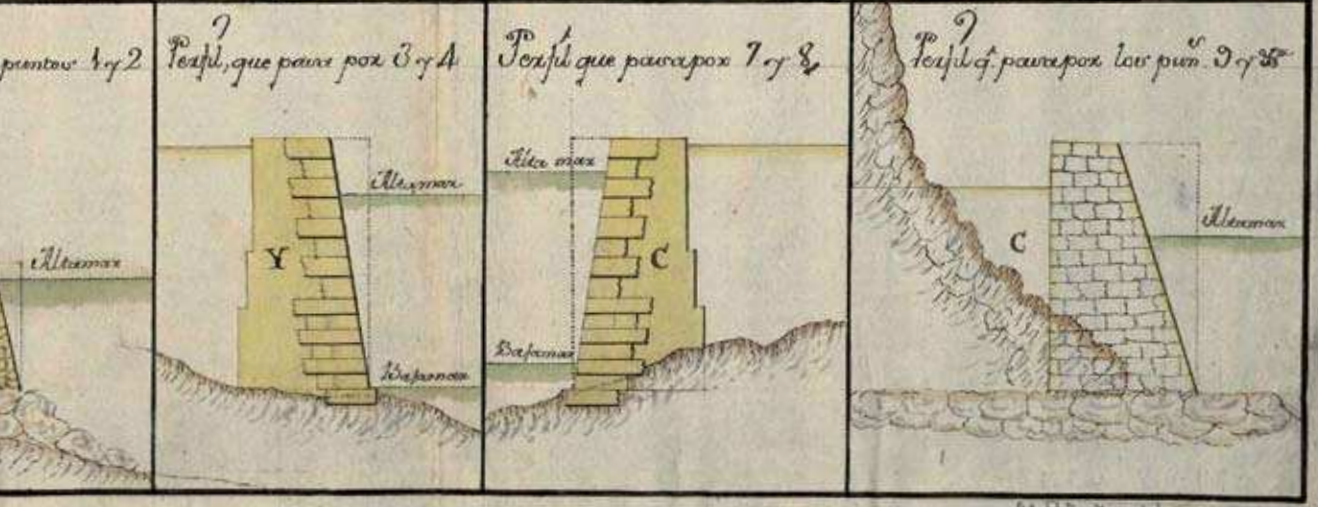 puntos 1 y 2
Altamar
Perfil, que pasa por 3 y 4
Altamar
Y
Bajamar
Perfil que pasa por 7 y 8
Alta mar
C
Bajamar
Perfil q.ᵉ pasa por los pun.ˢ 9 y
C
Altamar